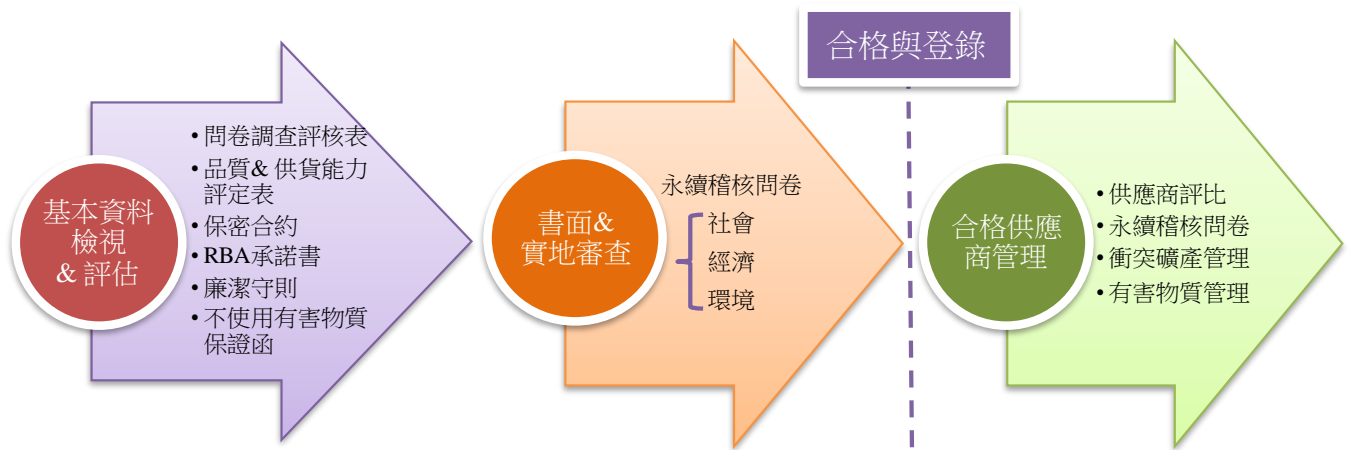 合格與登錄
基本資料
檢視
& 評估
• 問卷調查評核表
• 品質& 供貨能力
評定表
• 保密合約
• RBA承諾書
• 廉潔守則
• 不使用有害物質
保證函
書面&
實地審查
永續稽核問卷
社會
經濟
環境
合格供應
商管理
• 供應商評比
• 永續稽核問卷
• 衝突礦產管理
• 有害物質管理